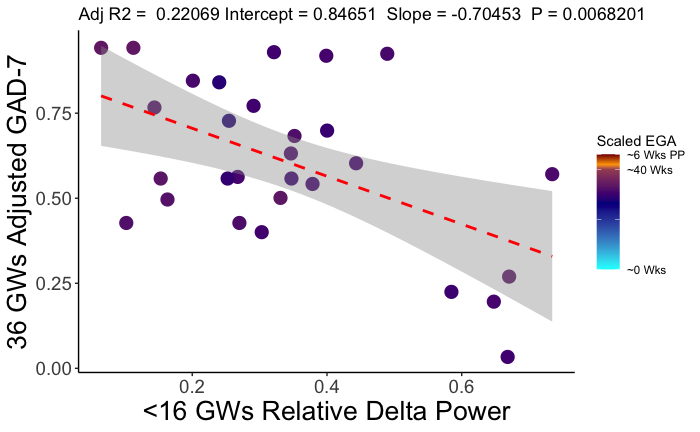 Adj R2 =  0.22069 Intercept = 0.84651  Slope = -0.70453  P = 0.0068201
36 GWs Adjusted GAD-7
0.75
0.50
0.25
0.00
0.2
0.4
0.6
<16 GWs Relative Delta Power
Scaled EGA
~6 Wks PP
~40 Wks
~0 Wks